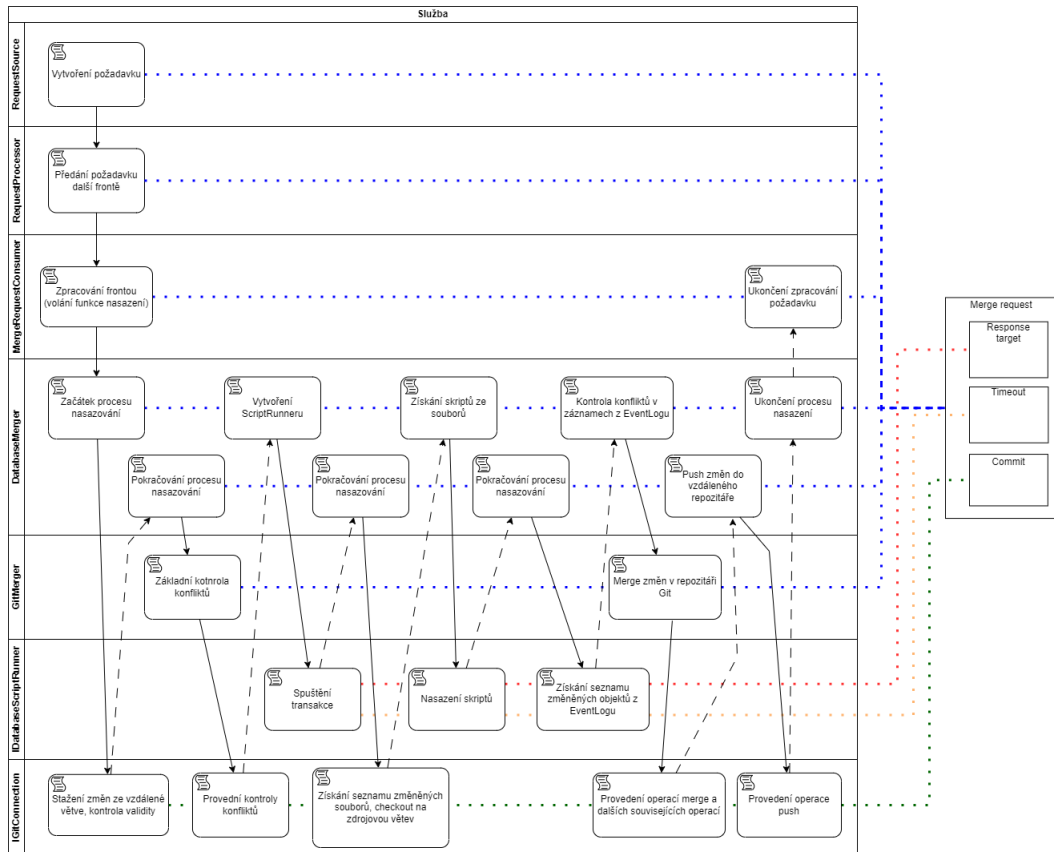 Služba
RequestSource
Vytvoření požadavku
RequestProcessor
Předání požadavku
další frontě
MergeRequestConsumer
Zpracování frontou
(volání funkce nasazení)
Ukončení zpracování
požadavku
Merge request
Response
target
Timeout
Commit
DatabaseMerger
Začátek procesu
nasazování
Vytvoření
ScriptRunneru
Získání skriptů ze
souborů
Kontrola konfliktů v
záznamech z EventLogu
Ukončení procesu
nasazení
Pokračování procesu
nasazování
Pokračování procesu
nasazování
Pokračování procesu
nasazování
Push změn do
vzdáleného
repozitáře
GitMerger
Základní kotnrola
konfliktů
Merge změn v repozitáři
Git
IDatabaseScriptRunner
Spuštění
transakce
Nasazení skriptů
Získání seznamu
změněných objektů z
EventLogu
IGitConnection
Stažení změn ze vzdálené
větve, kontrola validity
Provední kontroly
konfliktů
Získání seznamu změněných
souborů, checkout na
zdrojovou větev
Provedení operací merge a
dalších souvisejících operací
Provedení operace
push